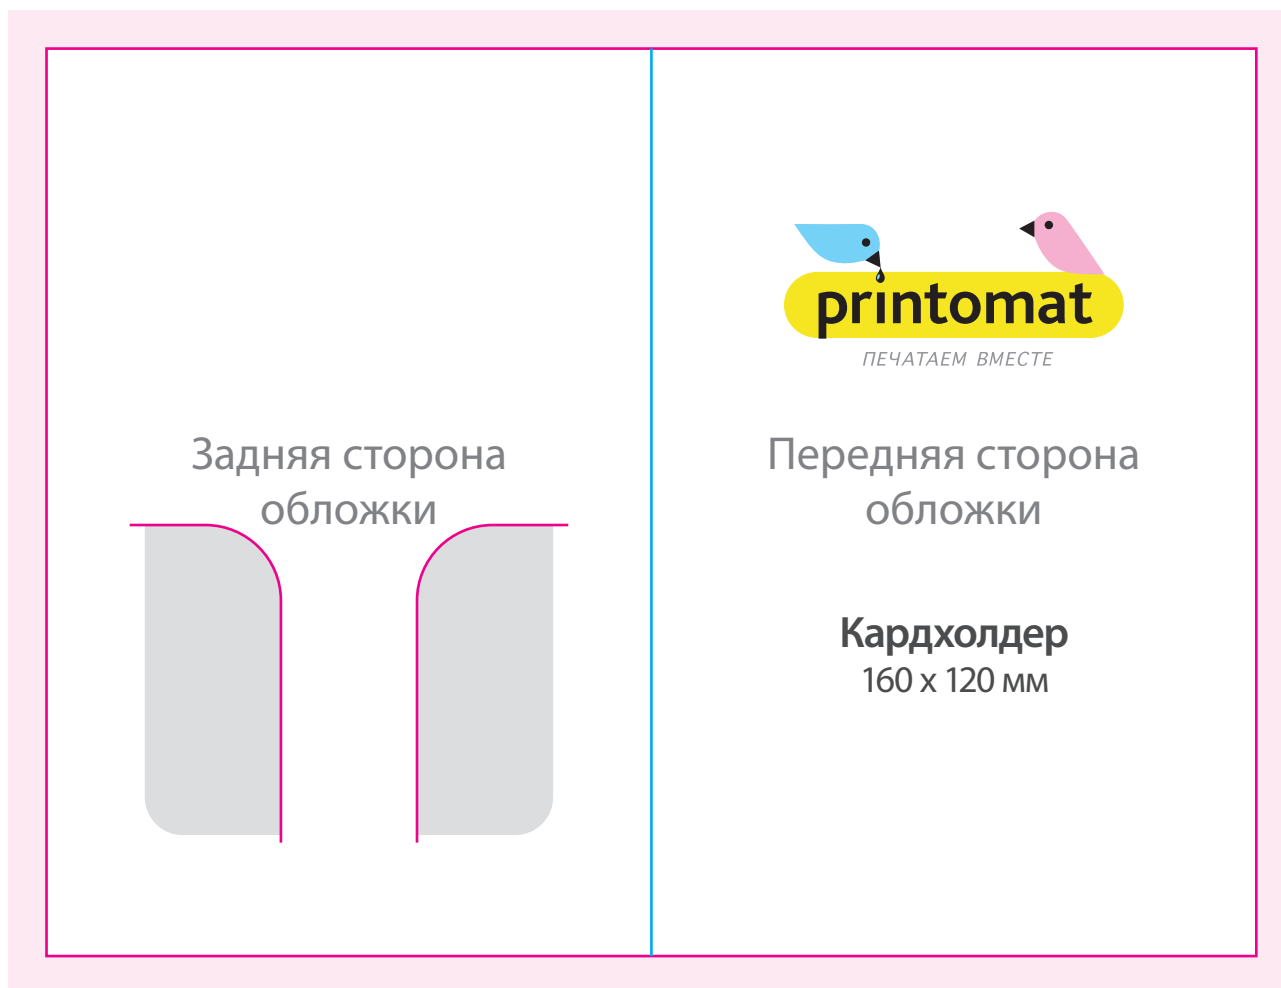 Задняя сторона
обложки
printomat
ПЕЧАТАЕМ ВМЕСТЕ
Передняя сторона
обложки
Кардхолдер
160 x 120 мм